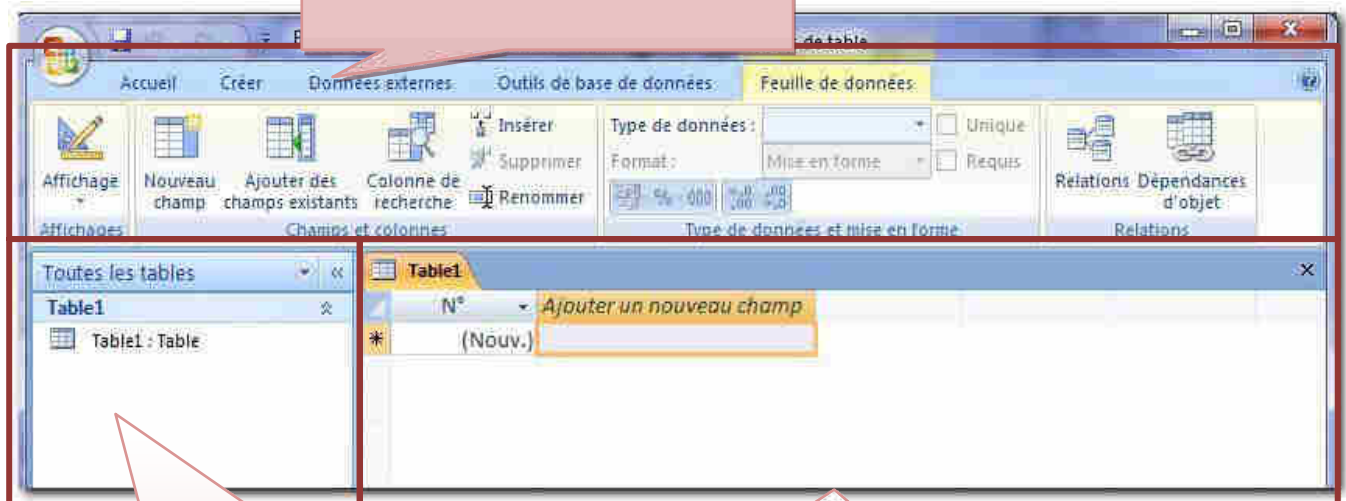 de table
Accueil Créer Données externes Outils de base de données Feuille de données
Affichage
Nouveau champ
Ajouter des champs existants
Colonne de recherche
Insérer
Supprimer
Renommer
Type de données :
Format : Mise en forme
% 000
Unique
Requis
Relations
Dépendances d'objet
Affichages Champs et colonnes Type de données et mise en forme Relations
Toutes les tables
Table1
Table1 : Table
Table1
N° Ajouter un nouveau champ
(Nouv.)